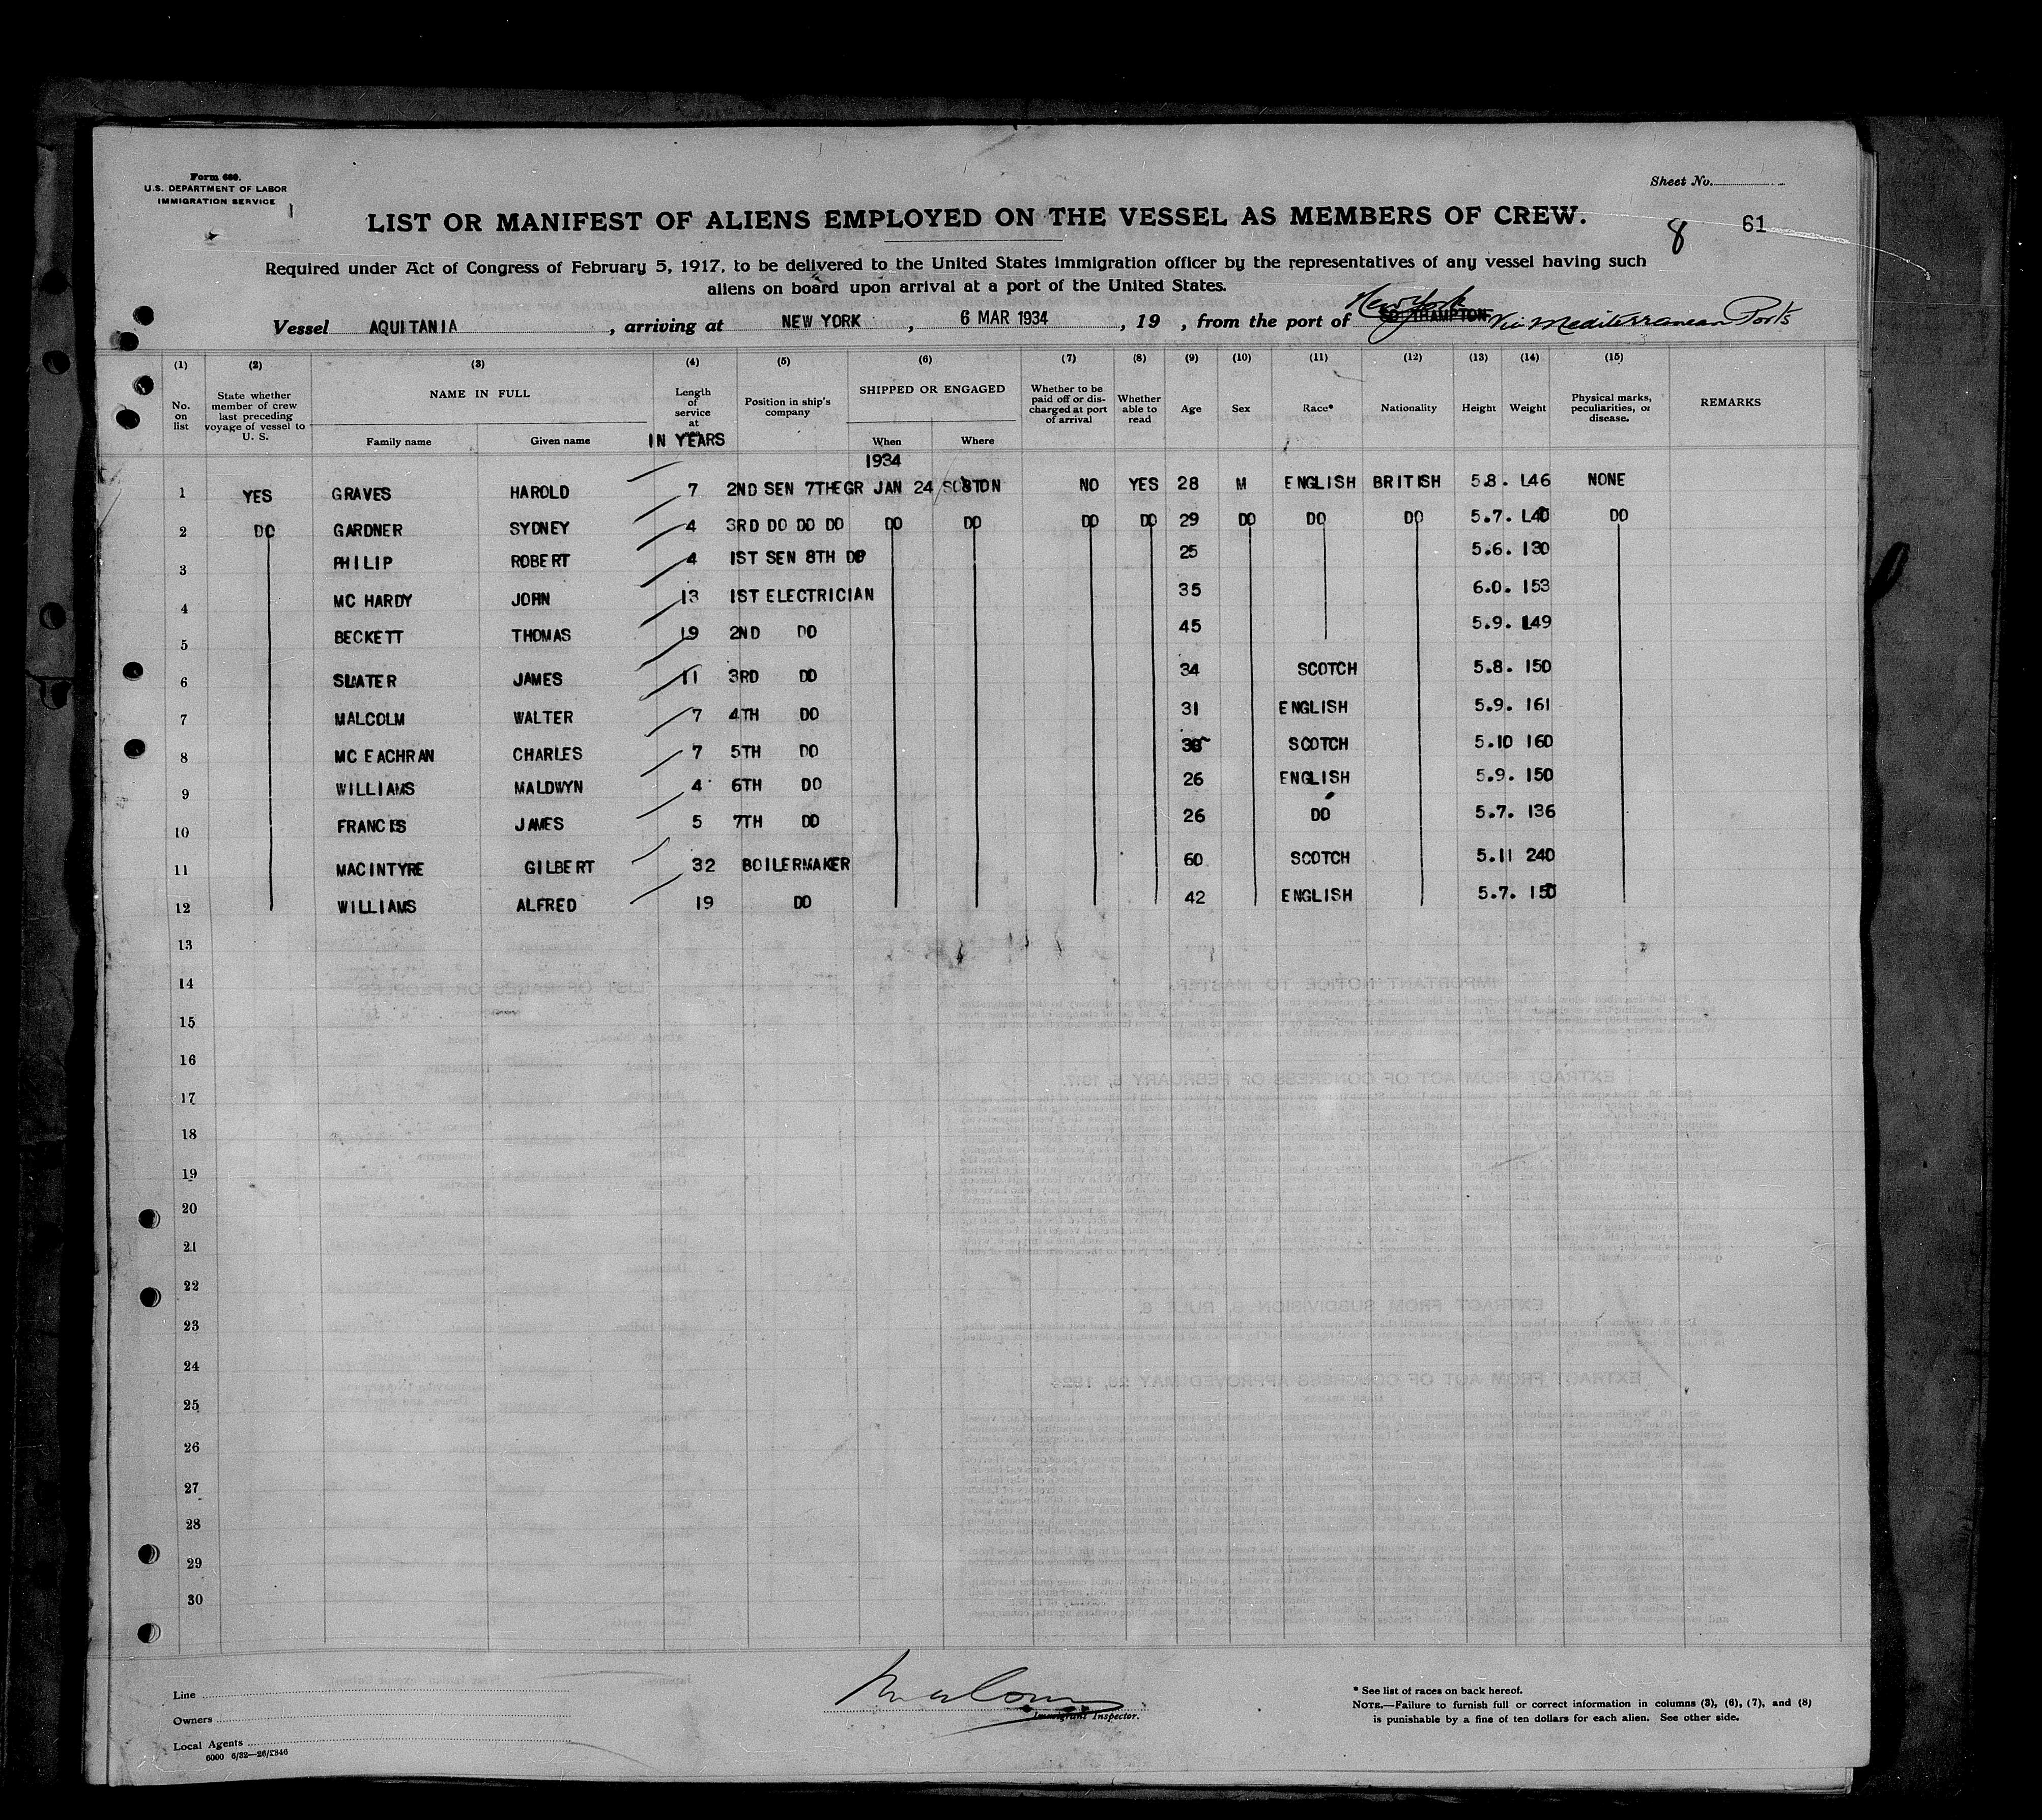 Form 680.
U.S. DEPARTMENT OF LABOR
IMMIGRATION SERVICE
Sheet No.
LIST OR MANIFEST OF ALIENS EMPLOYED ON THE VESSEL AS MEMBERS OF CREW.
8 61
Required under Act of Congress of February 5, 1917, to be delivered to the United States immigration officer by the representatives of any vessel having such
aliens on board upon arrival at a port of the United States.
Vessel AQUITANIA, arriving at NEW YORK, 6 MAR 1934, 19 , from the port of New York SOUTHAMPTON Via Mediterranean Ports
(1) (2) (3) (4) (5) (6) (7) (8) (9) (10) (11) (12) (13) (14) (15)
No. on list State whether member of crew last preceding voyage of vessel to U. S. NAME IN FULL Length of service at IN YEARS Position in ship's company SHIPPED OR ENGAGED Whether to be paid off or discharged at port of arrival Whether able to read Age Sex Race* Nationality Height Weight Physical marks, peculiarities, or disease. REMARKS
Family name Given name When Where
1934
1 YES GRAVES HAROLD 7 2ND SEN 7THEGR JAN 24 SOTON NO YES 28 M ENGLISH BRITISH 5.8. 146 NONE
2 DO GARDNER SYDNEY 4 3RD DO DO DO DO DO DO DO 29 DO DO DO 5.7. 140 DO
3 PHILIP ROBERT 4 1ST SEN 8TH DO 25 5.6. 130
4 MC HARDY JOHN 13 1ST ELECTRICIAN 35 6.0. 153
5 BECKETT THOMAS 19 2ND DO 45 5.9. 149
6 SLATER JAMES 11 3RD DO 34 SCOTCH 5.8. 150
7 MALCOLM WALTER 7 4TH DO 31 ENGLISH 5.9. 161
8 MC EACHRAN CHARLES 7 5TH DO SCOTCH 5.10 160
9 WILLIAMS MALDWYN 4 6TH DO 26 ENGLISH 5.9. 150
10 FRANCIS JAMES 5 7TH DO 26 DO 5.7. 136
11 MACINTYRE GILBERT 32 BOILERMAKER 60 SCOTCH 5.11 240
12 WILLIAMS ALFRED 19 DO 42 ENGLISH 5.7. 150
13
14
15
16
17
18
19
20
21
22
23
24
25
26
27
28
29
30
Line
Owners
Local Agents
6000 6/32—26/1346
Immigrant Inspector.
* See list of races on back hereof.
NOTE.—Failure to furnish full or correct information in columns (3), (6), (7), and (8)
is punishable by a fine of ten dollars for each alien. See other side.